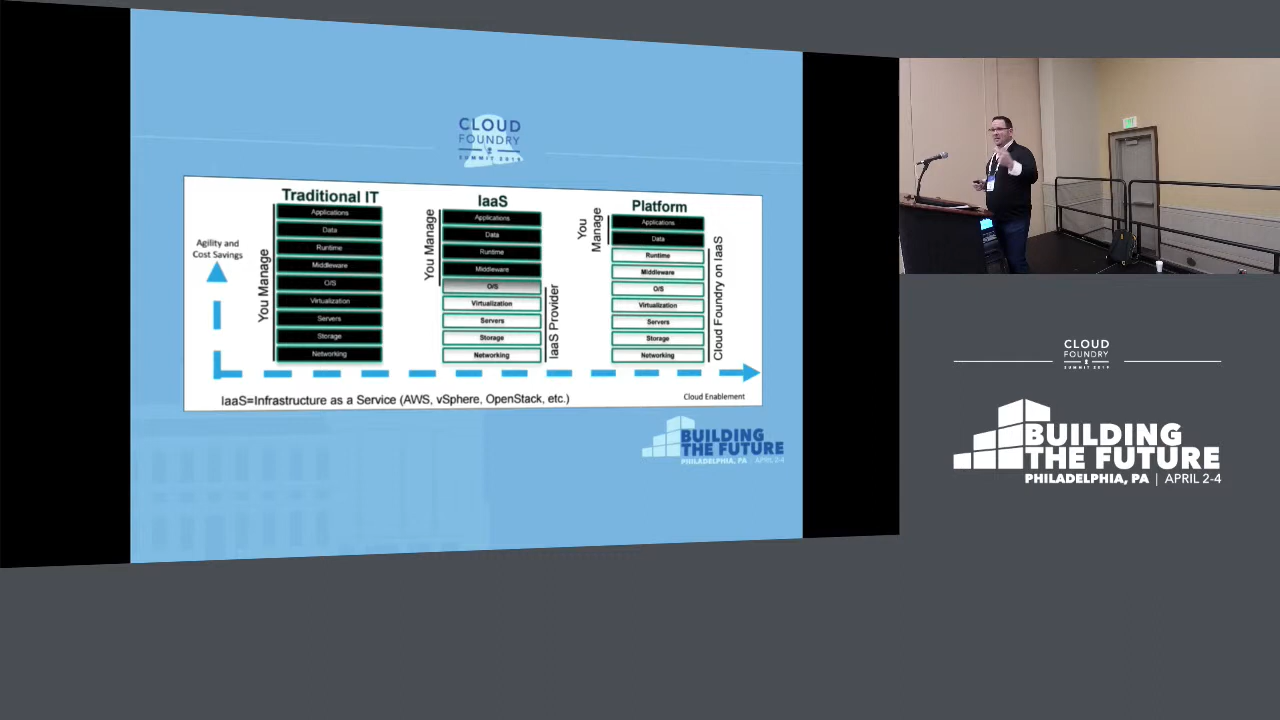 CLOUD
FOUNDRY
SUMMIT 2019
Traditional IT
Applications
Data
Runtime
Middleware
O/S
Virtualization
Servers
Storage
Networking
You Manage
Agility and
Cost Savings
IaaS
Applications
Data
Runtime
Middleware
O/S
Virtualization
Servers
Storage
Networking
You Manage
IaaS Provider
Platform
Applications
Data
Runtime
Middleware
O/S
Virtualization
Servers
Storage
Networking
You
Manage
Cloud Foundry on IaaS
IaaS=Infrastructure as a Service (AWS, vSphere, OpenStack, etc.)
Cloud Enablement
BUILDING
THE FUTURE
PHILADELPHIA, PA | APRIL 2-4
CLOUD
FOUNDRY
SUMMIT 2019
BUILDING
THE FUTURE
PHILADELPHIA, PA | APRIL 2-4